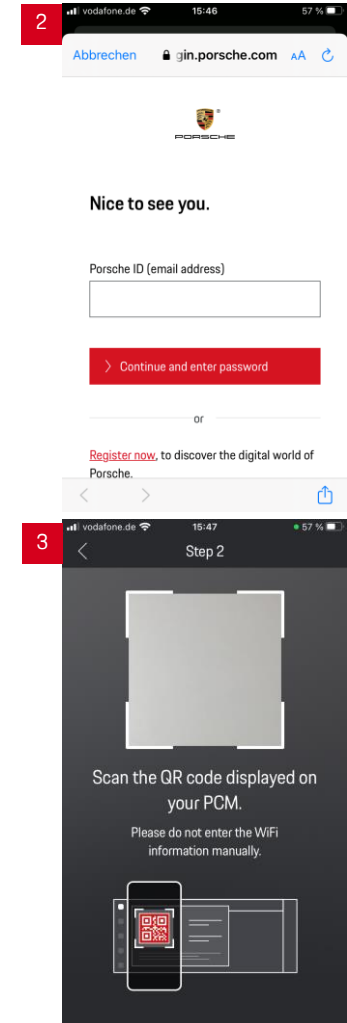 2
vodafone.de 15:46 57 %
Abbrechen gin.porsche.com AA
PORSCHE
Nice to see you.
Porsche ID (email address)
Continue and enter password
or
Register now, to discover the digital world of
Porsche.
3
vodafone.de 15:47 57 %
Step 2
Scan the QR code displayed on
your PCM.
Please do not enter the WiFi
information manually.